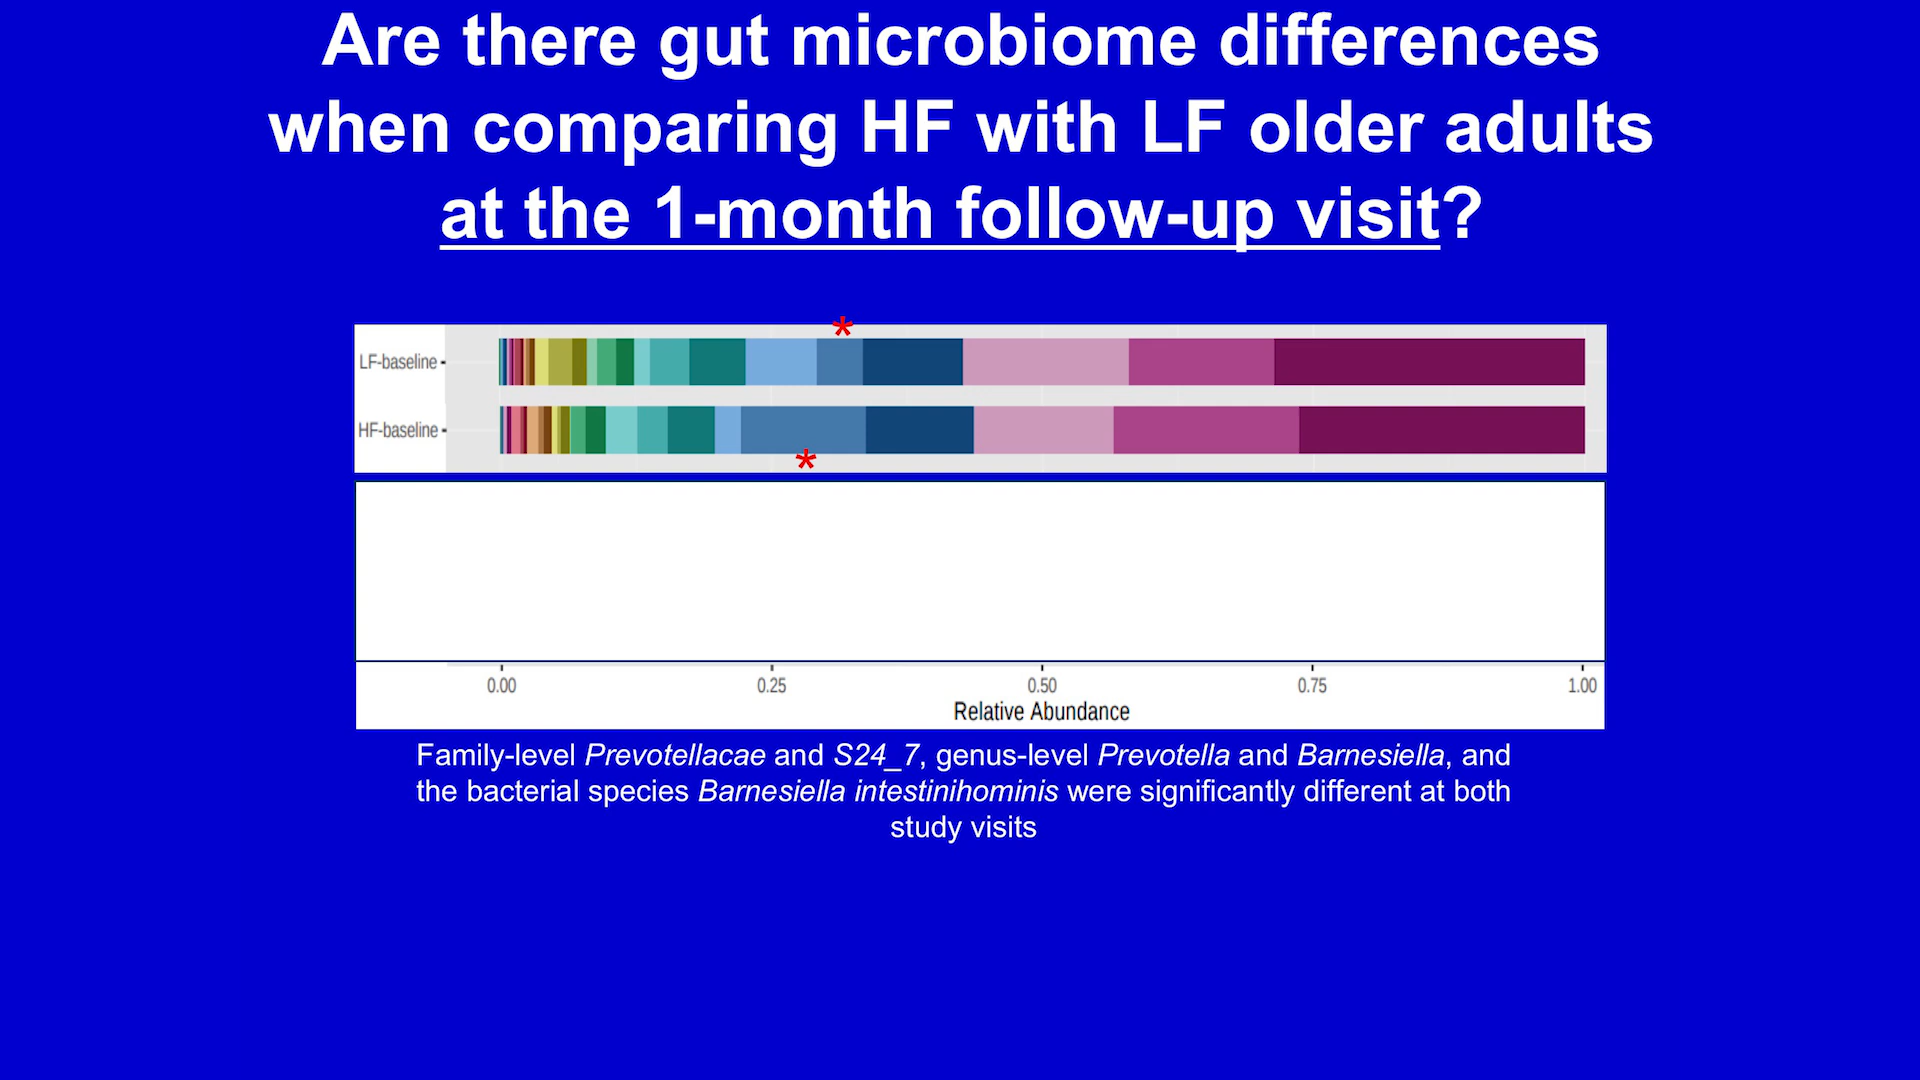 Are there gut microbiome differences
when comparing HF with LF older adults
at the 1-month follow-up visit?
*
LF-baseline
HF-baseline
*
0.00 0.25 0.50 0.75 1.00
Relative Abundance
Family-level Prevotellacae and S24_7, genus-level Prevotella and Barnesiella, and
the bacterial species Barnesiella intestinihominis were significantly different at both
study visits